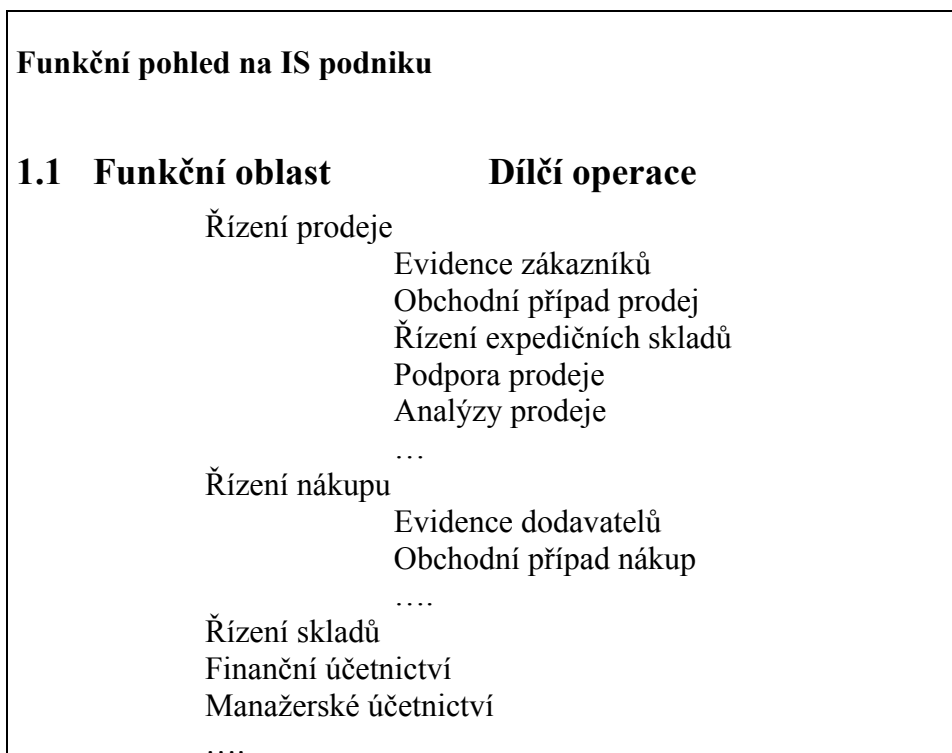 Funkční pohled na IS podniku
1.1 Funkční oblast Dílčí operace
Řízení prodeje
Evidence zákazníků
Obchodní případ prodej
Řízení expedičních skladů
Podpora prodeje
Analýzy prodeje
…
Řízení nákupu
Evidence dodavatelů
Obchodní případ nákup
….
Řízení skladů
Finanční účetnictví
Manažerské účetnictví
….